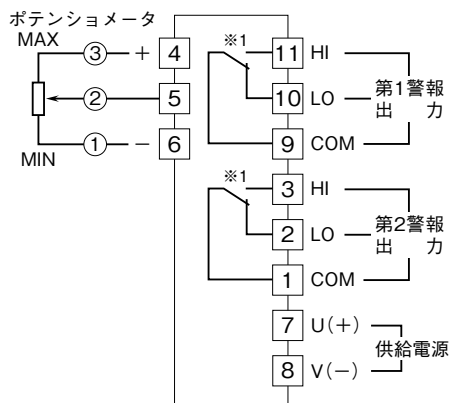 ポテンショメータ
MAX
③ + 4
② 5
① − 6
MIN
※1 11 HI
10 LO
9 COM
第1警報
出 力
※1 3 HI
2 LO
1 COM
第2警報
出 力
7 U(+)
8 V(−)
供給電源